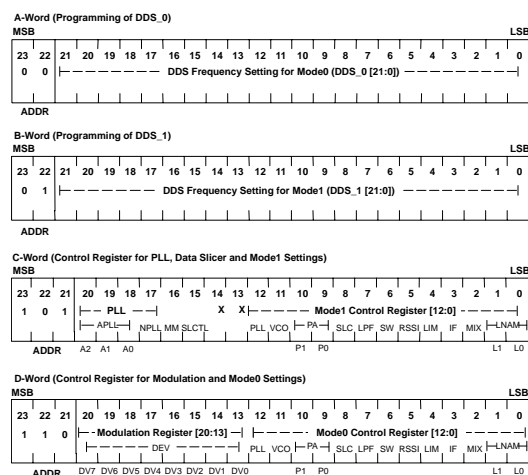 A-Word (Programming of DDS_0)
MSB LSB
23 22 21 20 19 18 17 16 15 14 13 12 11 10 9 8 7 6 5 4 3 2 1 0
0 0 DDS Frequency Setting for Mode0 (DDS_0 [21:0])
ADDR
B-Word (Programming of DDS_1)
MSB LSB
23 22 21 20 19 18 17 16 15 14 13 12 11 10 9 8 7 6 5 4 3 2 1 0
0 1 DDS Frequency Setting for Mode1 (DDS_1 [21:0])
ADDR
C-Word (Control Register for PLL, Data Slicer and Mode1 Settings)
MSB LSB
23 22 21 20 19 18 17 16 15 14 13 12 11 10 9 8 7 6 5 4 3 2 1 0
1 0 1 PLL X X Mode1 Control Register [12:0]
APLL NPLL MM SLCTL PLL VCO PA SLC LPF SW RSSI LIM IF MIX LNAM
ADDR A2 A1 A0 P1 P0 L1 L0
D-Word (Control Register for Modulation and Mode0 Settings)
MSB LSB
23 22 21 20 19 18 17 16 15 14 13 12 11 10 9 8 7 6 5 4 3 2 1 0
1 1 0 Modulation Register [20:13] Mode0 Control Register [12:0]
DEV PLL VCO PA SLC LPF SW RSSI LIM IF MIX LNAM
ADDR DV7 DV6 DV5 DV4 DV3 DV2 DV1 DV0 P1 P0 L1 L0